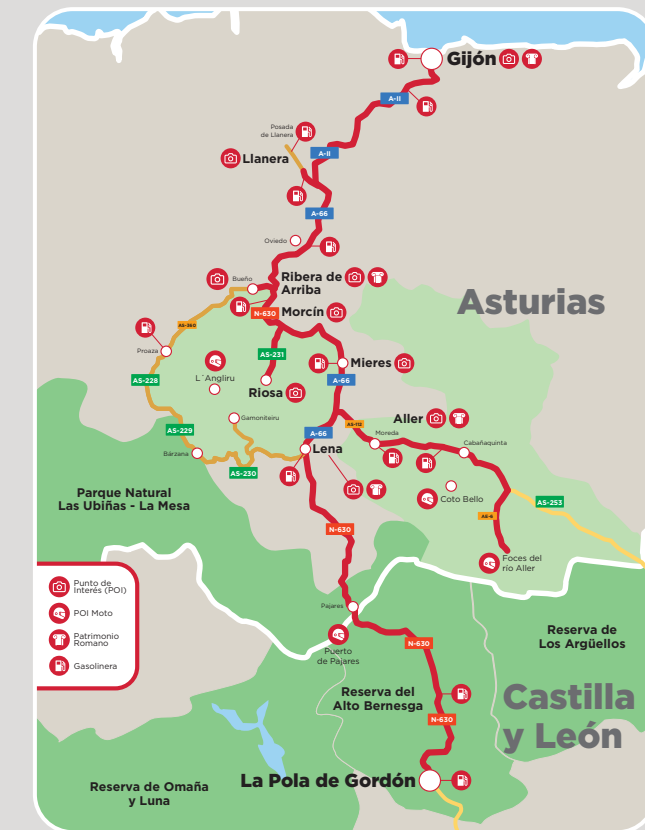 Gijón
A-II
Posada
de Llanera
A-II
Llanera
A-66
Oviedo
Bueño
Ribera de
Arriba
N-630
Morcín
AS-360
AS-231
Proaza
L´Angliru
Mieres
AS-228
A-66
Riosa
Gamoniteiru
Aller
AS-112
AS-229
A-66
Moreda
Cabañaquinta
Bárzana
Lena
AS-230
Coto Bello
AS-253
Asturias
Parque Natural
Las Ubiñas - La Mesa
AE-6
N-630
Foces del
río Aller
Punto de
Interés (POI)
POI Moto
Patrimonio
Romano
Gasolinera
Pajares
Puerto
de Pajares
N-630
Reserva de
Los Argüellos
Reserva del
Alto Bernesga
N-630
Castilla
y León
La Pola de Gordón
Reserva de Omaña
y Luna